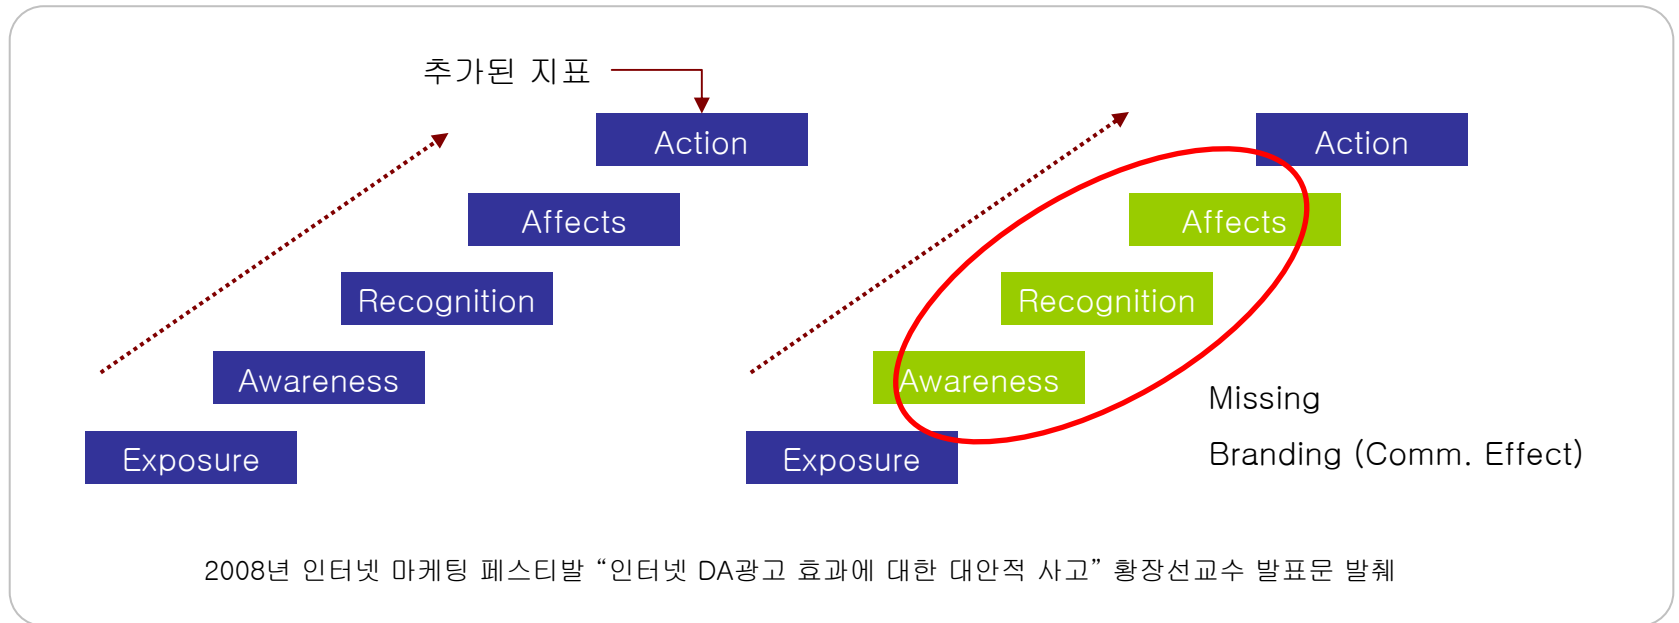 추가된 지표
Action
Affects
Recognition
Awareness
Exposure
Action
Affects
Recognition
Awareness
Exposure
Missing
Branding (Comm. Effect)
2008년 인터넷 마케팅 페스티발 “인터넷 DA광고 효과에 대한 대안적 사고” 황장선교수 발표문 발췌